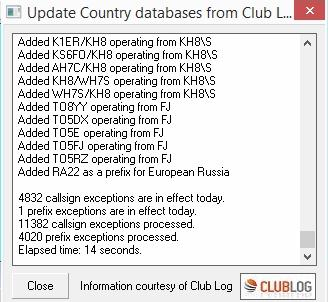 Update Country databases from Club L...
Added K1ER/KH8 operating from KH8\S
Added KS6FO/KH8 operating from KH8\S
Added AH7C/KH8 operating from KH8\S
Added KH8/WH7S operating from KH8\S
Added WH7S/KH8 operating from KH8\S
Added TO8YY operating from FJ
Added TO5DX operating from FJ
Added TO5E operating from FJ
Added TO5FJ operating from FJ
Added TO5RZ operating from FJ
Added RA22 as a prefix for European Russia
4832 callsign exceptions are in effect today.
1 prefix exceptions are in effect today.
11382 callsign exceptions processed.
4020 prefix exceptions processed.
Elapsed time: 14 seconds.
Close
Information courtesy of Club Log
CLUBLOG